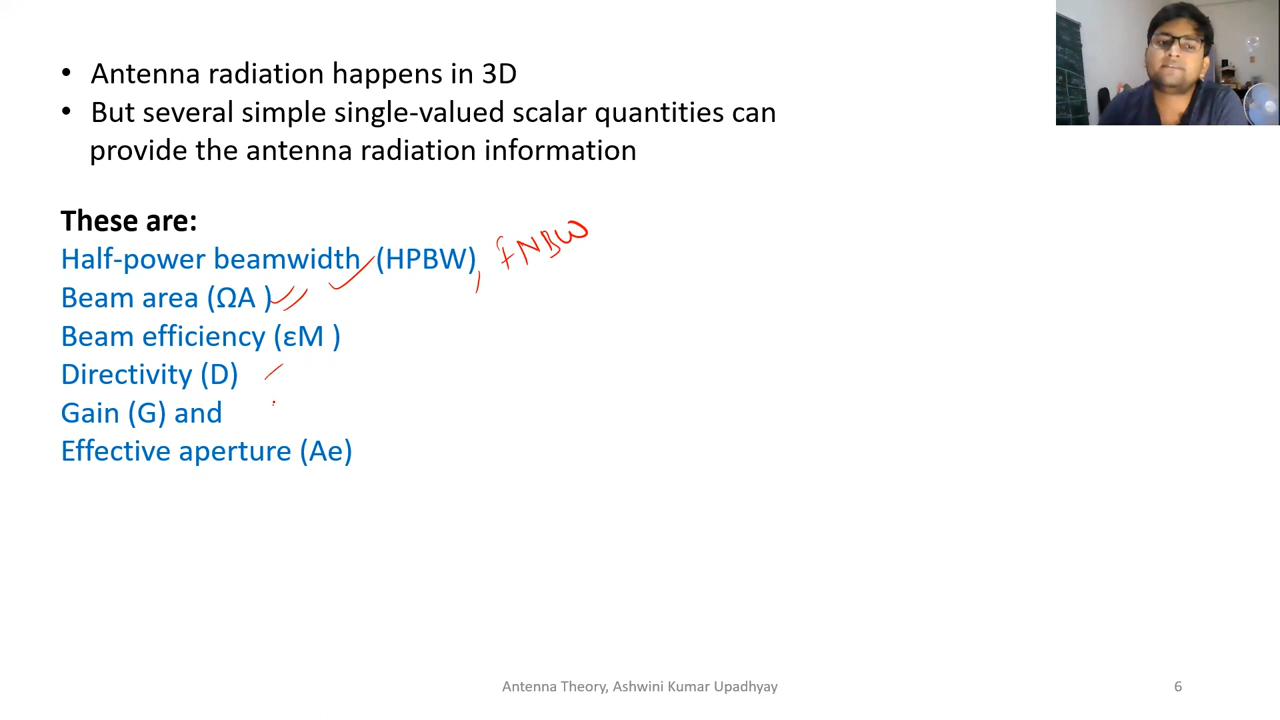 • Antenna radiation happens in 3D
• But several simple single-valued scalar quantities can
provide the antenna radiation information
These are:
Half-power beamwidth (HPBW), FNBW
Beam area (ΩA )
Beam efficiency (εM )
Directivity (D)
Gain (G) and
Effective aperture (Ae)
Antenna Theory, Ashwini Kumar Upadhyay
6